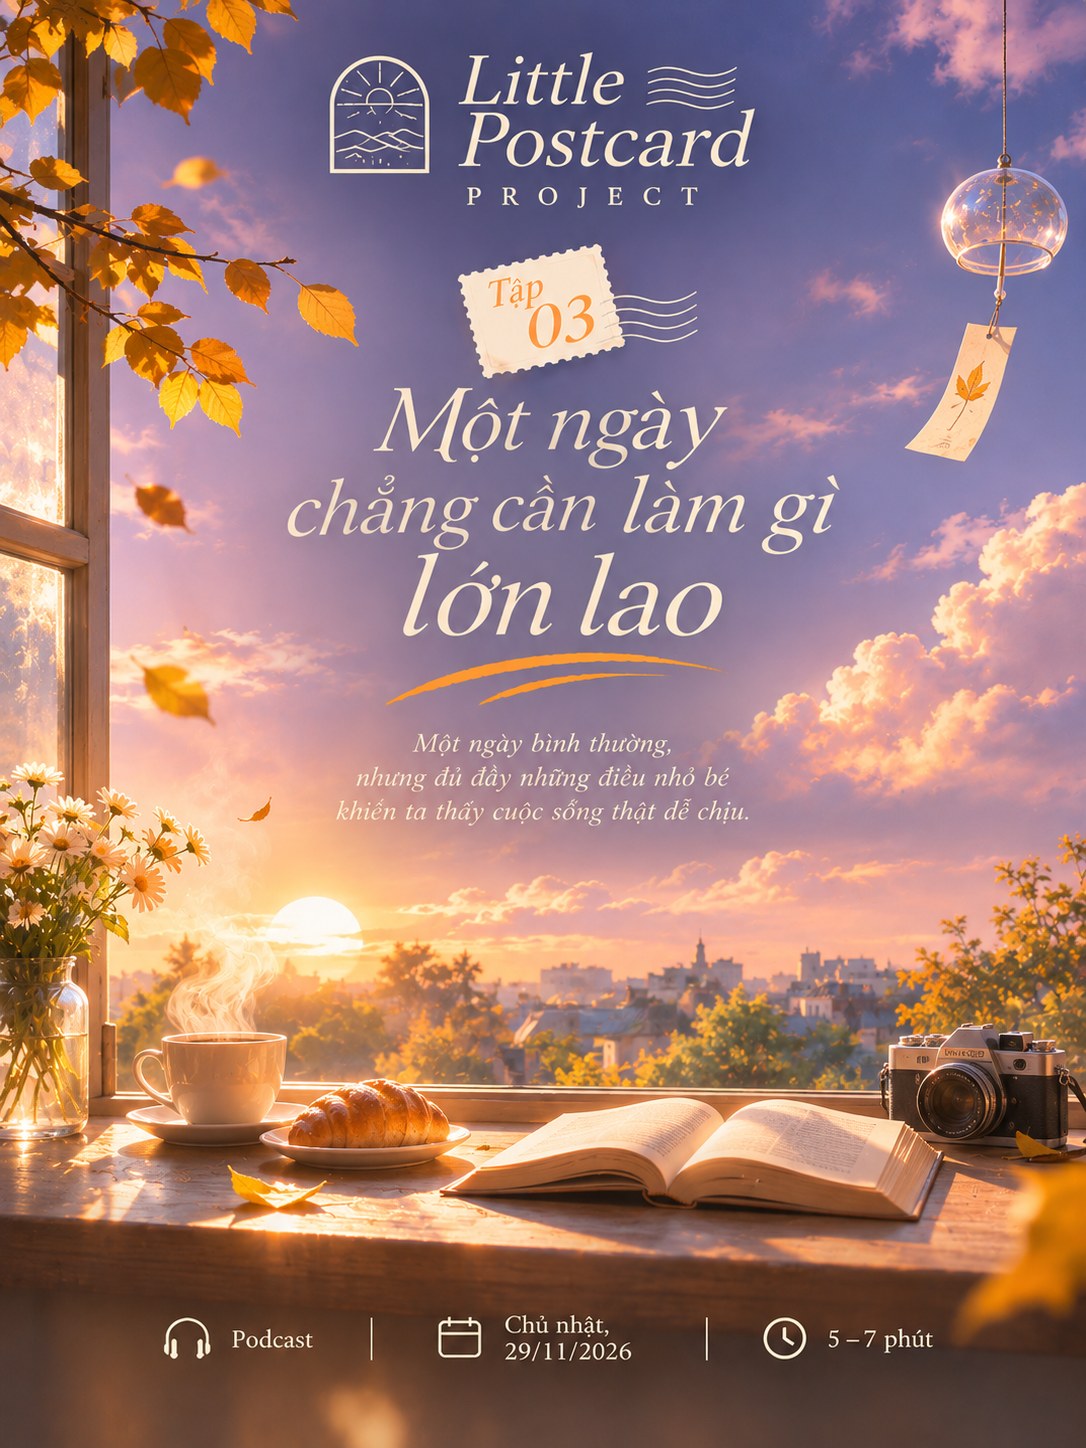 Little
Postcard
PROJECT
Tập
03
Một ngày
chẳng cần làm gì
lớn lao
Một ngày bình thường,
nhưng đủ đầy những điều nhỏ bé
khiến ta thấy cuộc sống thật dễ chịu.
Podcast
Chủ nhật,
29/11/2026
5 – 7 phút